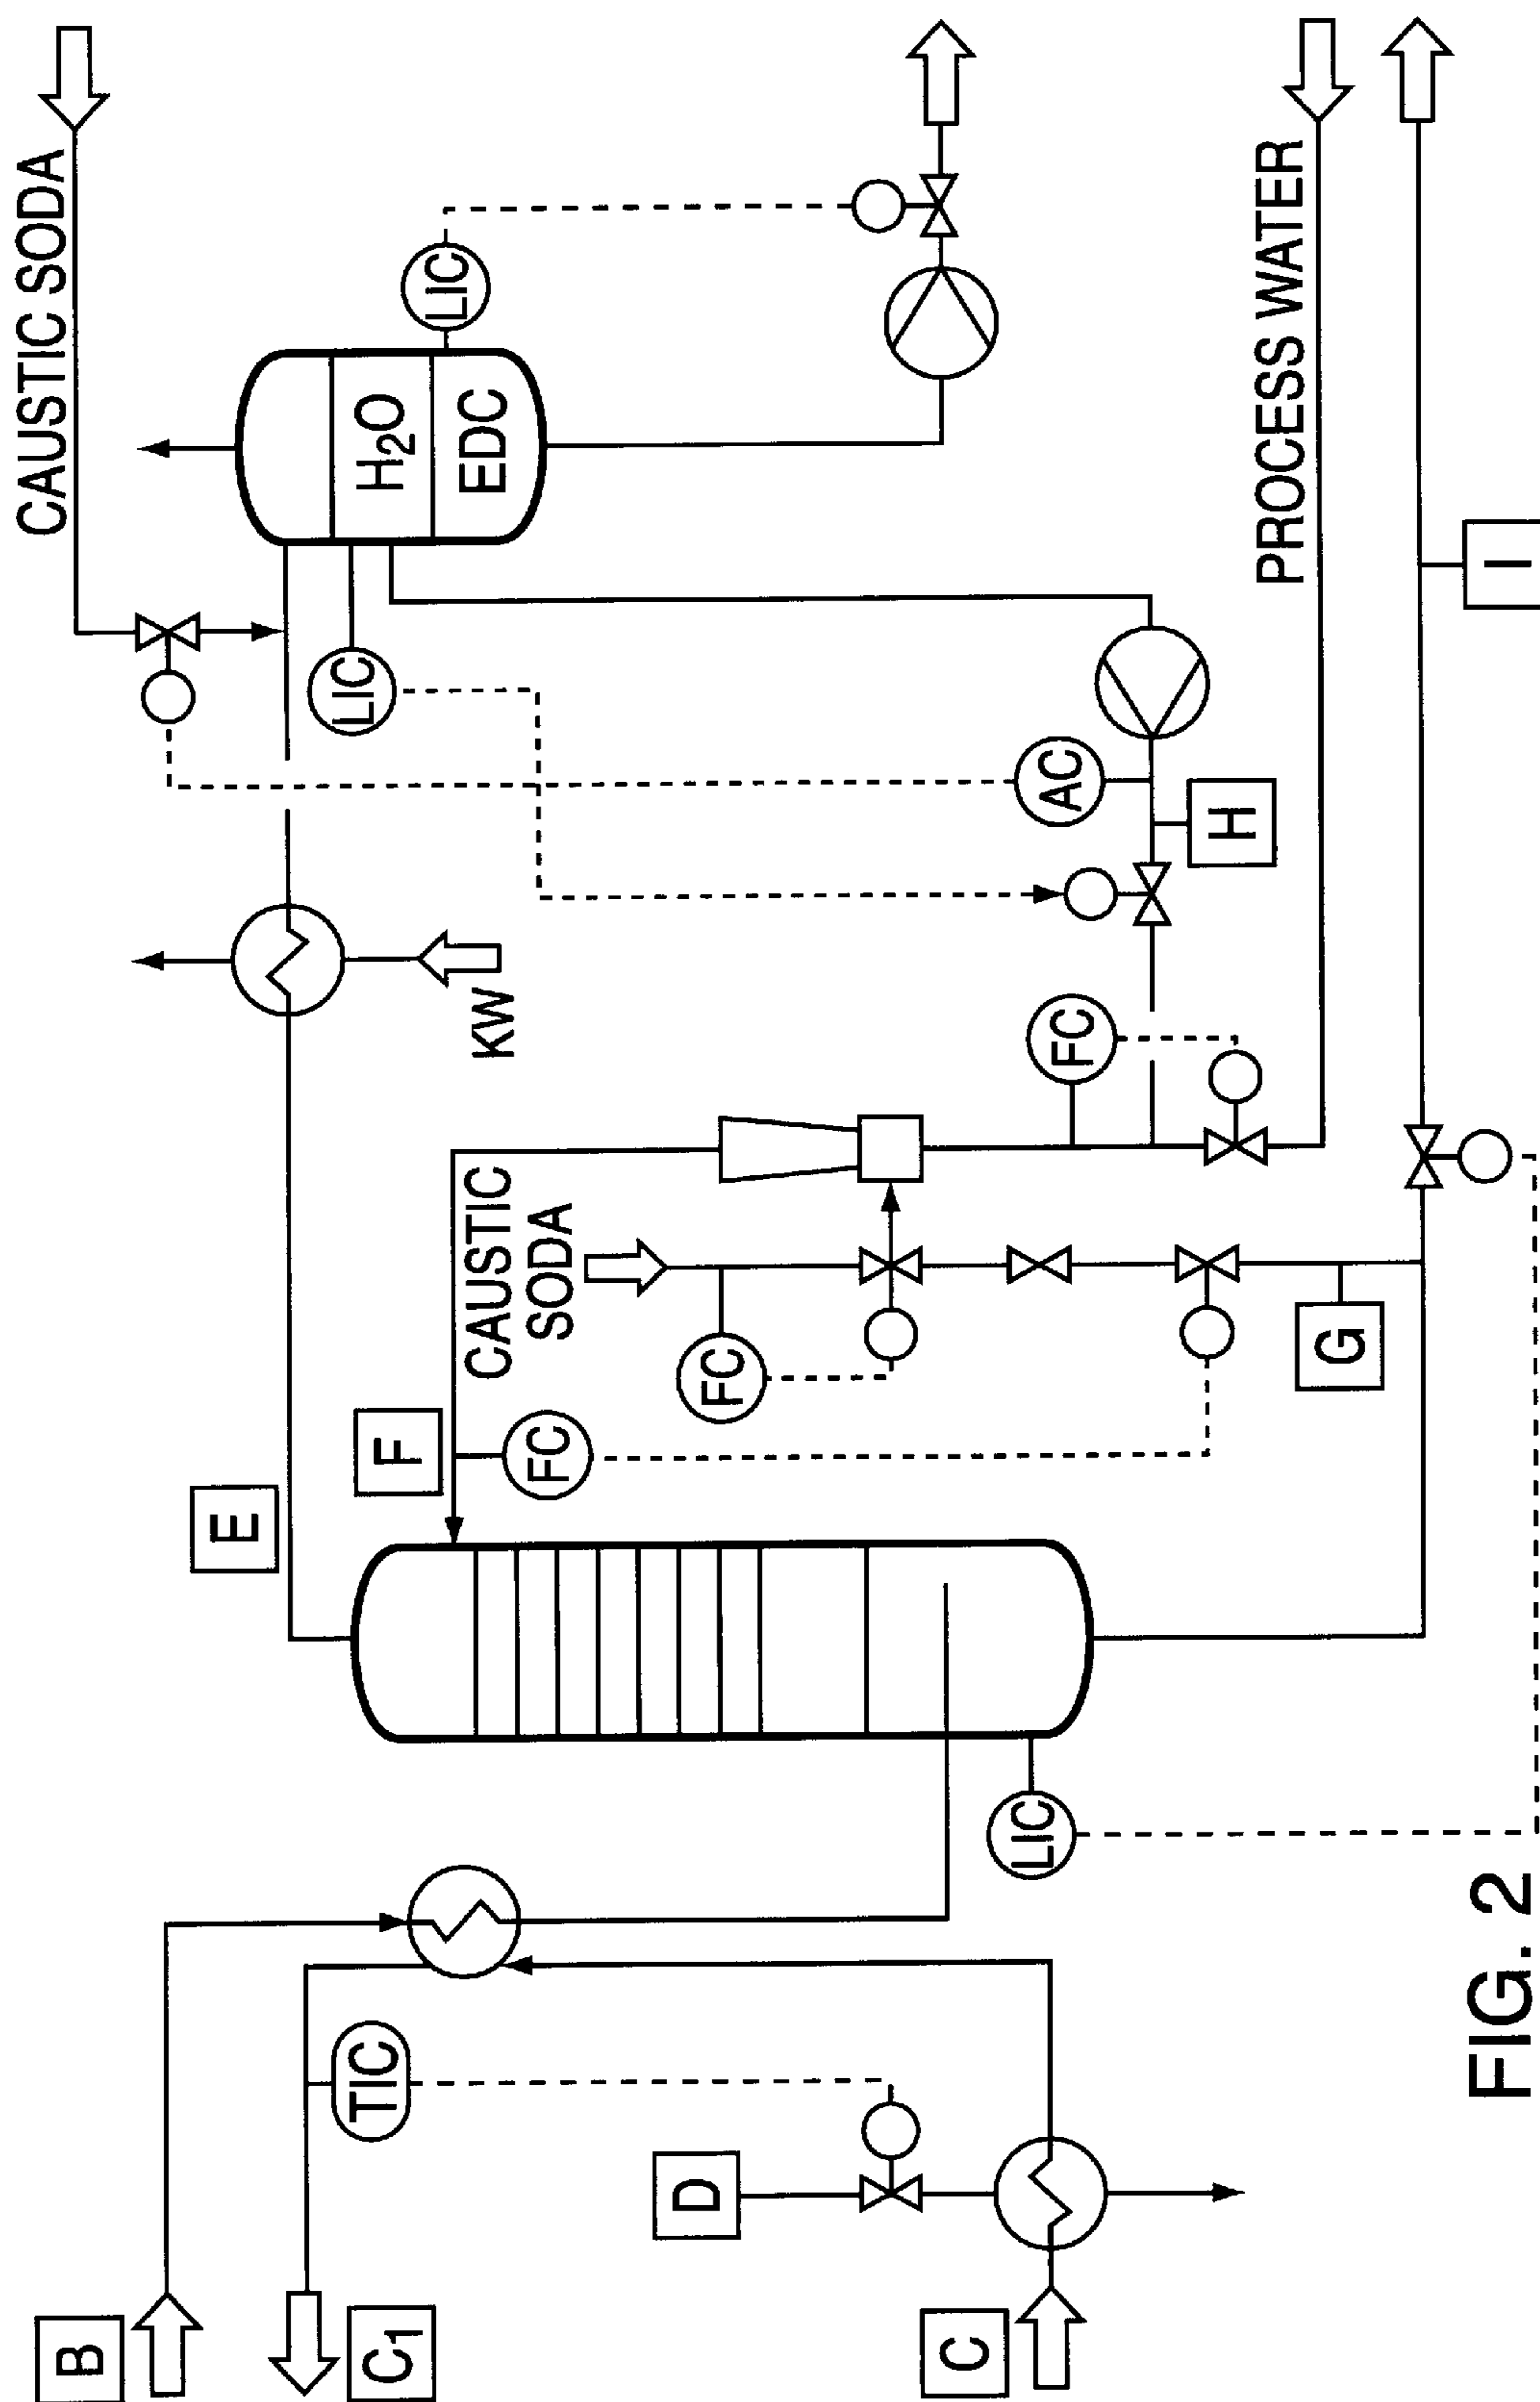 CAUSTIC SODA
LIC
H₂O
EDC
LIC
KW
AC
H
PROCESS WATER
FC
I
CAUSTIC
SODA
E
F
FC
FC
G
LIC
B
C₁
TIC
D
C
FIG. 2